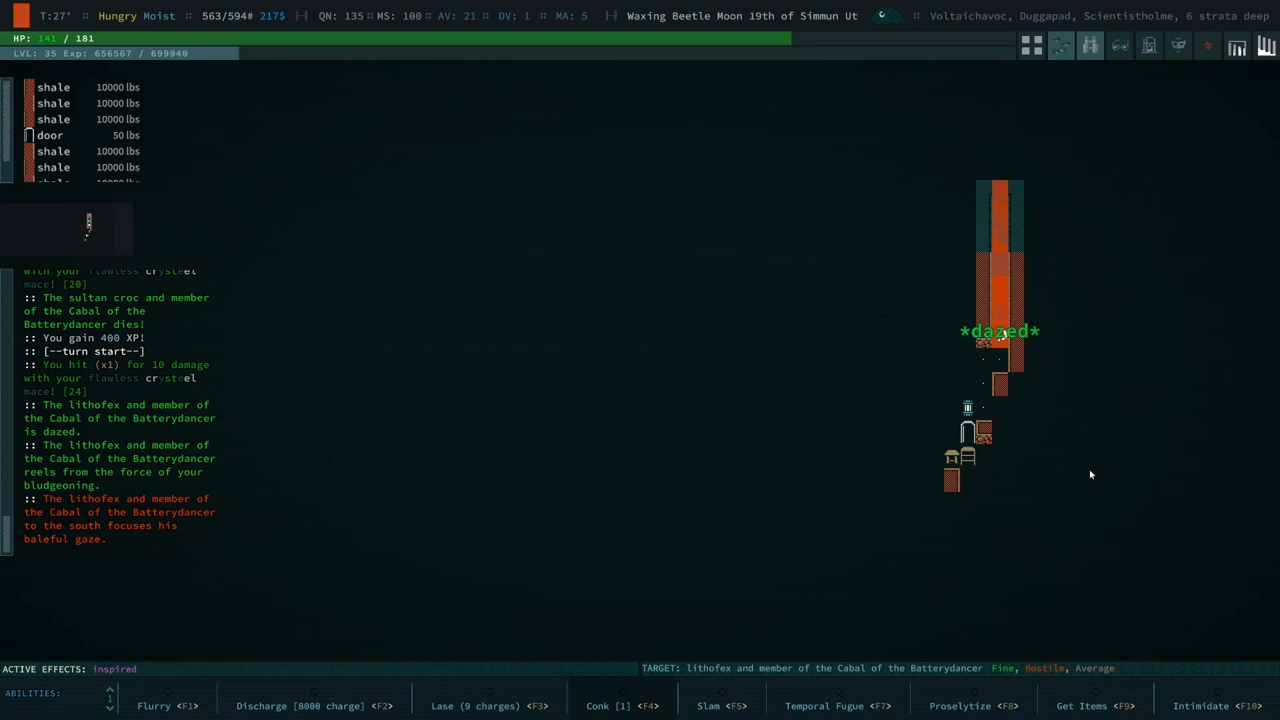 T:27° :: Hungry Moist :: 563/594# 217$ QN: 135 :: MS: 100 :: AV: 21 :: DV: 1 :: MA: 5 Waxing Beetle Moon 19th of Simmun Ut :: Voltaichavoc, Duggapad, Scientistholme, 6 strata deep
HP: 141 / 181
LVL: 35 Exp: 656567 / 699940
shale 10000 lbs
shale 10000 lbs
shale 10000 lbs
door 50 lbs
shale 10000 lbs
shale 10000 lbs
with your flawless crysteel
mace! [20]
:: The sultan croc and member
of the Cabal of the
Batterydancer dies!
:: You gain 400 XP!
:: [--turn start--]
:: You hit (x1) for 10 damage
with your flawless crysteel
mace! [24]
:: The lithofex and member of
the Cabal of the Batterydancer
is dazed.
:: The lithofex and member of
the Cabal of the Batterydancer
reels from the force of your
bludgeoning.
:: The lithofex and member of
the Cabal of the Batterydancer
to the south focuses his
baleful gaze.
*dazed*
ACTIVE EFFECTS: inspired
TARGET: lithofex and member of the Cabal of the Batterydancer Fine, Hostile, Average
ABILITIES: 1 Flurry <F1> Discharge [8000 charge] <F2> Lase (9 charges) <F3> Conk [1] <F4> Slam <F5> Temporal Fugue <F7> Proselytize <F8> Get Items <F9> Intimidate <F10>